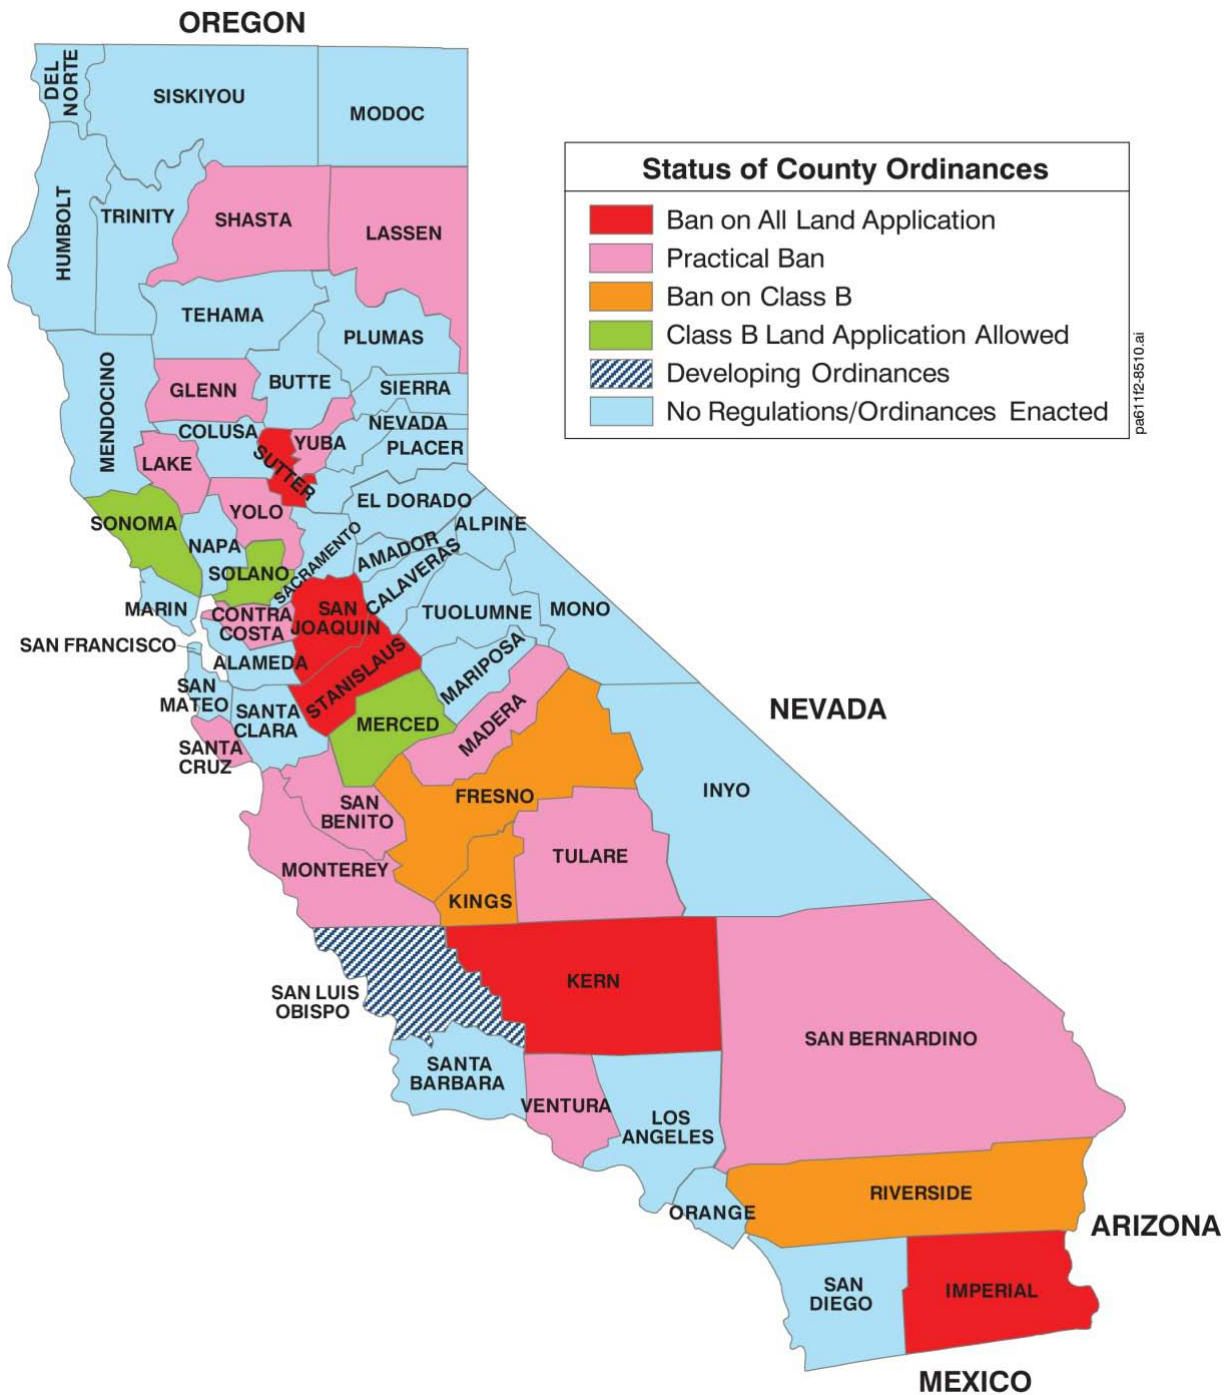 OREGON
DEL
NORTE
SISKIYOU
MODOC
HUMBOLT
TRINITY
SHASTA
LASSEN
Status of County Ordinances
Ban on All Land Application
Practical Ban
Ban on Class B
Class B Land Application Allowed
Developing Ordinances
No Regulations/Ordinances Enacted
pa611f2-8510.ai
TEHAMA
PLUMAS
MENDOCINO
GLENN
BUTTE
SIERRA
COLUSA
NEVADA
YUBA
PLACER
LAKE
SUTTER
EL DORADO
YOLO
SONOMA
ALPINE
NAPA
SACRAMENTO
AMADOR
SOLANO
CALAVERAS
MARIN
CONTRA
COSTA
SAN
JOAQUIN
TUOLUMNE
MONO
SAN FRANCISCO
ALAMEDA
STANISLAUS
MARIPOSA
SAN
MATEO
SANTA
CLARA
MERCED
MADERA
NEVADA
SANTA
CRUZ
SAN
BENITO
FRESNO
INYO
MONTEREY
TULARE
KINGS
SAN LUIS
OBISPO
KERN
SAN BERNARDINO
SANTA
BARBARA
VENTURA
LOS
ANGELES
RIVERSIDE
ORANGE
ARIZONA
SAN
DIEGO
IMPERIAL
MEXICO